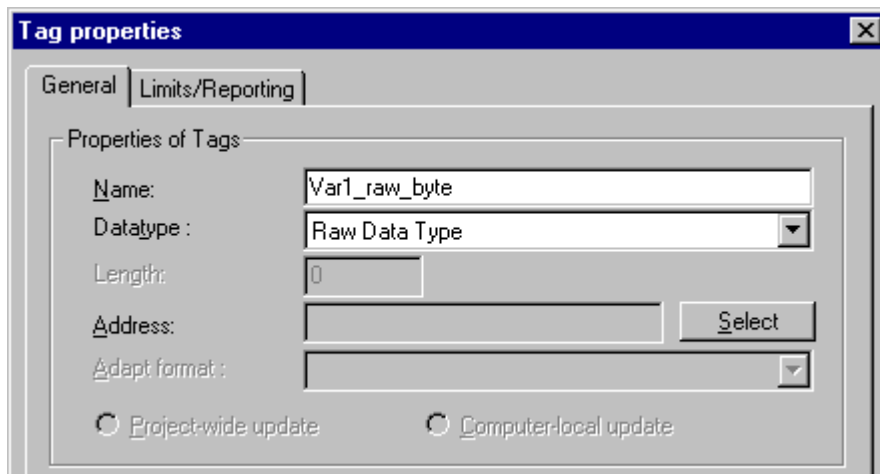 Tag properties
General Limits/Reporting
Properties of Tags
Name: Var1_raw_byte
Datatype : Raw Data Type
Length: 0
Address: Select
Adapt format :
Project-wide update Computer-local update